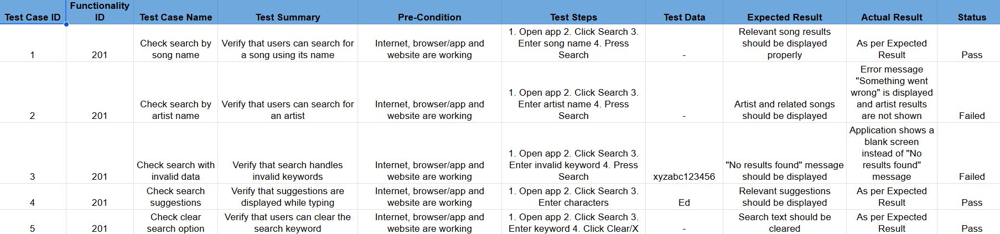 Test Case ID Functionality ID Test Case Name Test Summary Pre-Condition Test Steps Test Data Expected Result Actual Result Status
1 201 Check search by song name Verify that users can search for a song using its name Internet, browser/app and website are working 1. Open app 2. Click Search 3. Enter song name 4. Press Search - Relevant song results should be displayed properly As per Expected Result Pass
2 201 Check search by artist name Verify that users can search for an artist Internet, browser/app and website are working 1. Open app 2. Click Search 3. Enter artist name 4. Press Search - Artist and related songs should be displayed Error message "Something went wrong" is displayed and artist results are not shown Failed
3 201 Check search with invalid data Verify that search handles invalid keywords Internet, browser/app and website are working 1. Open app 2. Click Search 3. Enter invalid keyword 4. Press Search xyzabc123456 "No results found" message should be displayed Application shows a blank screen instead of "No results found" message Failed
4 201 Check search suggestions Verify that suggestions are displayed while typing Internet, browser/app and website are working 1. Open app 2. Click Search 3. Enter characters Ed Relevant suggestions should be displayed As per Expected Result Pass
5 201 Check clear search option Verify that users can clear the search keyword Internet, browser/app and website are working 1. Open app 2. Click Search 3. Enter keyword 4. Click Clear/X - Search text should be cleared As per Expected Result Pass